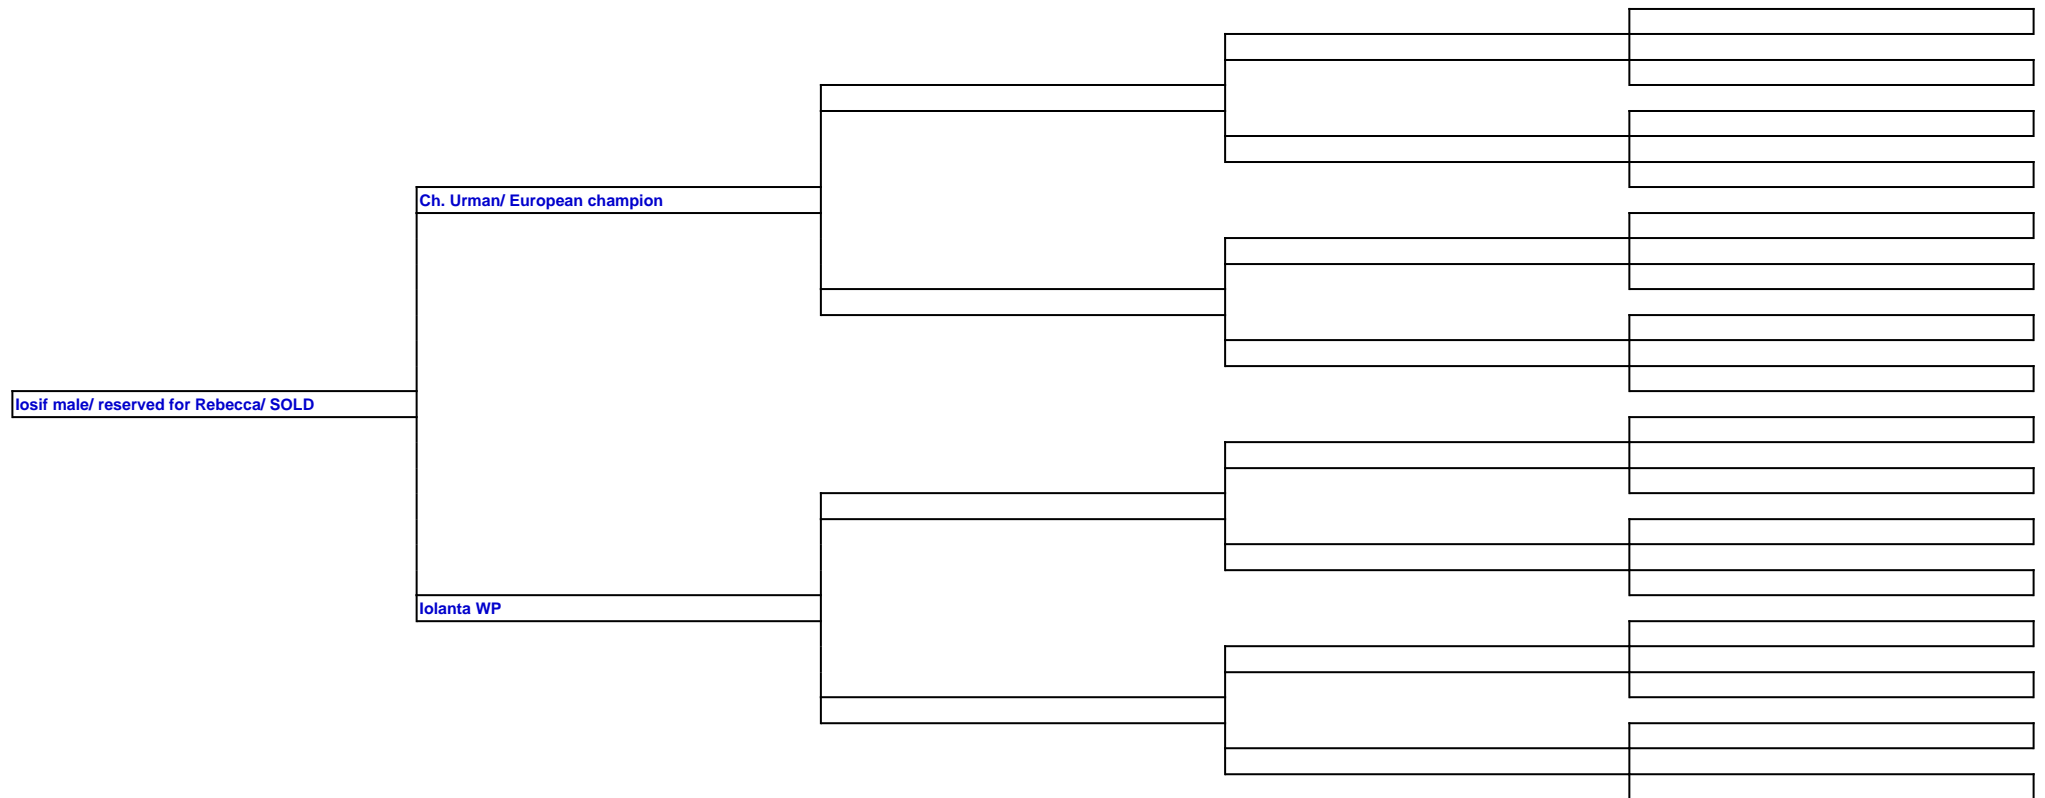 Ch. Urman/ European champion
Iosif male/ reserved for Rebecca/ SOLD
Iolanta WP